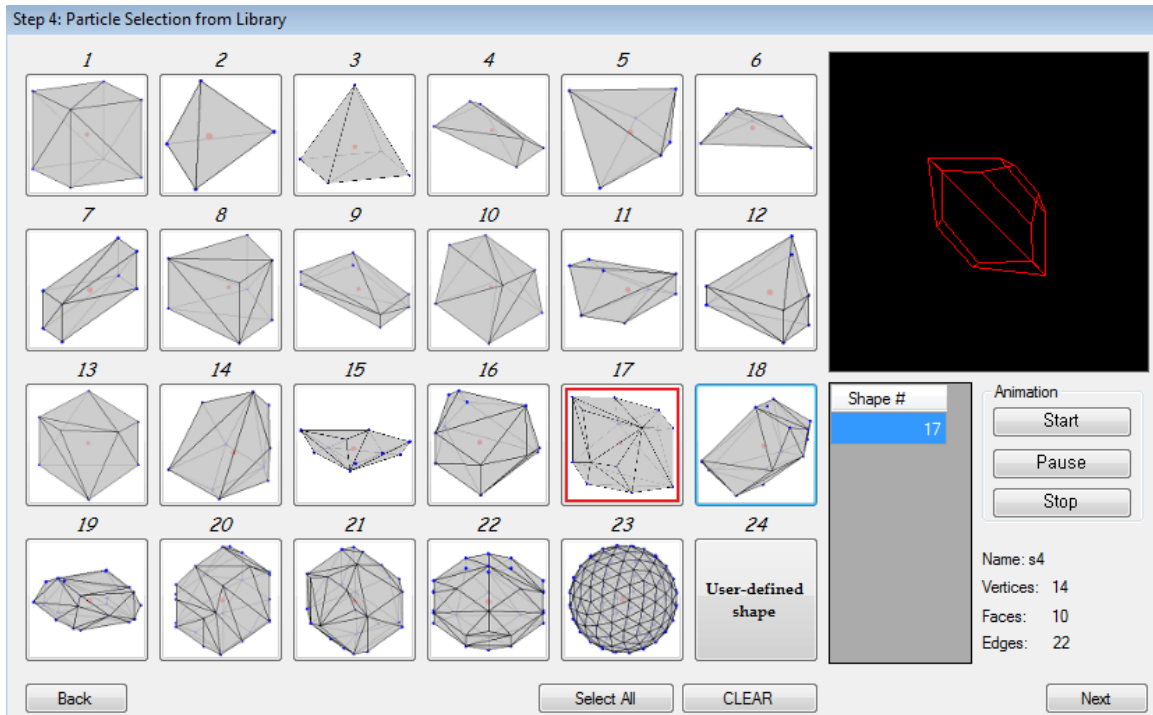 Step 4: Particle Selection from Library
1 2 3 4 5 6
7 8 9 10 11 12
13 14 15 16 17 18
19 20 21 22 23 24
User-defined
shape
Shape #
17
Animation
Start
Pause
Stop
Name: s4
Vertices: 14
Faces: 10
Edges: 22
Back
Select All
CLEAR
Next